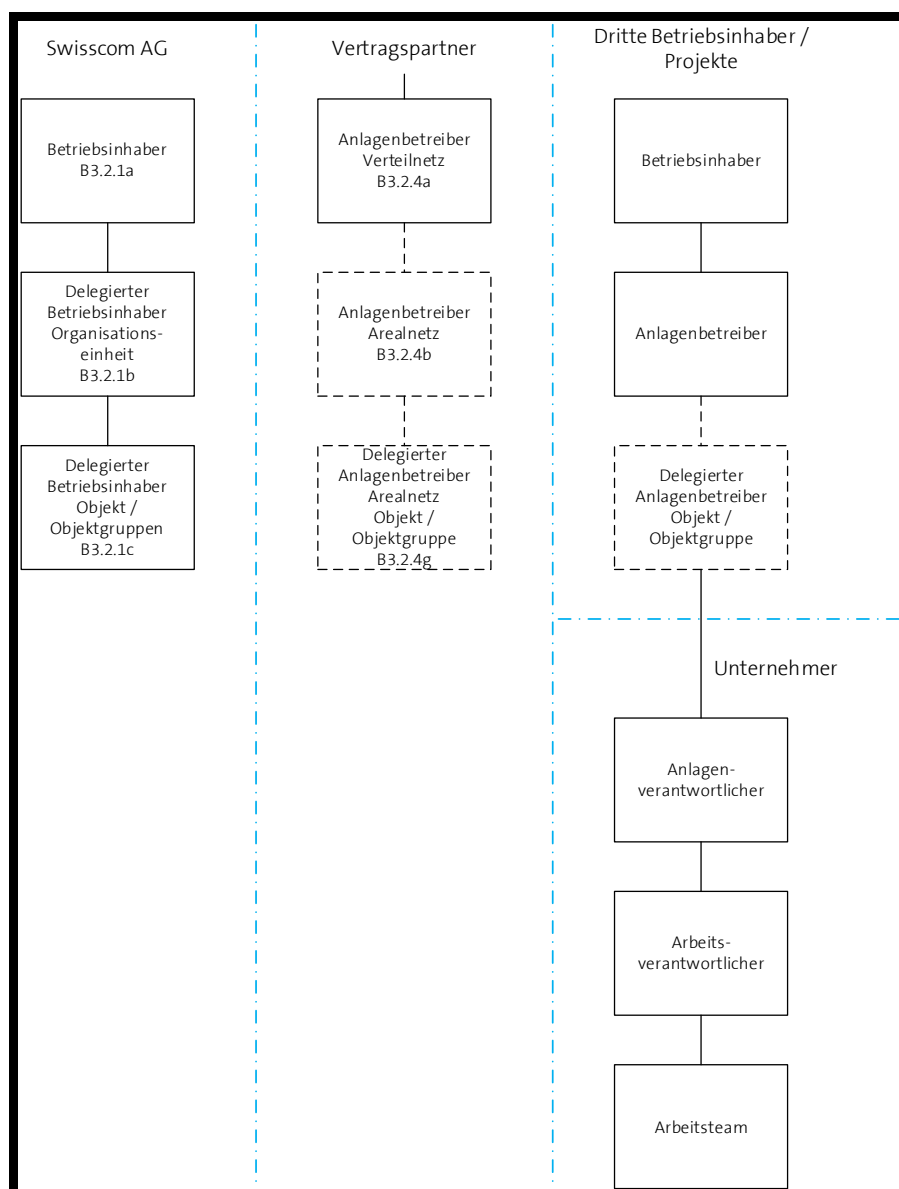 Swisscom AG
Betriebsinhaber
B3.2.1a
Delegierter
Betriebsinhaber
Organisations-
einheit
B3.2.1b
Delegierter
Betriebsinhaber
Objekt /
Objektgruppen
B3.2.1c
Vertragspartner
Anlagenbetreiber
Verteilnetz
B3.2.4a
Anlagenbetreiber
Arealnetz
B3.2.4b
Delegierter
Anlagenbetreiber
Arealnetz
Objekt /
Objektgruppe
B3.2.4g
Dritte Betriebsinhaber /
Projekte
Betriebsinhaber
Anlagenbetreiber
Delegierter
Anlagenbetreiber
Objekt /
Objektgruppe
Unternehmer
Anlagen-
verantwortlicher
Arbeits-
verantwortlicher
Arbeitsteam